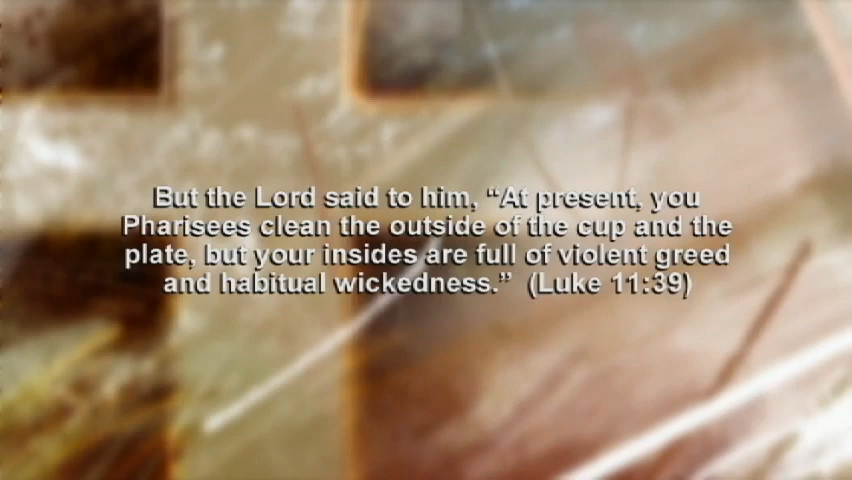 But the Lord said to him, “At present, you
Pharisees clean the outside of the cup and the
plate, but your insides are full of violent greed
and habitual wickedness.”  (Luke 11:39)